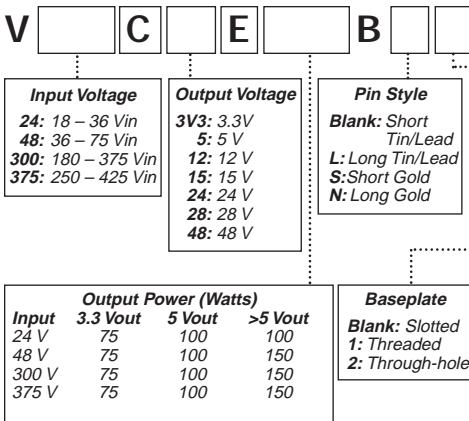 V C E B
Input Voltage
24: 18 – 36 Vin
48: 36 – 75 Vin
300: 180 – 375 Vin
375: 250 – 425 Vin
Output Voltage
3V3: 3.3V
5: 5 V
12: 12 V
15: 15 V
24: 24 V
28: 28 V
48: 48 V
Pin Style
Blank: Short
Tin/Lead
L: Long Tin/Lead
S:Short Gold
N: Long Gold
Output Power (Watts)
Input 3.3 Vout 5 Vout >5 Vout
24 V 75 100 100
48 V 75 100 150
300 V 75 100 150
375 V 75 100 150
Baseplate
Blank: Slotted
1: Threaded
2: Through-hole